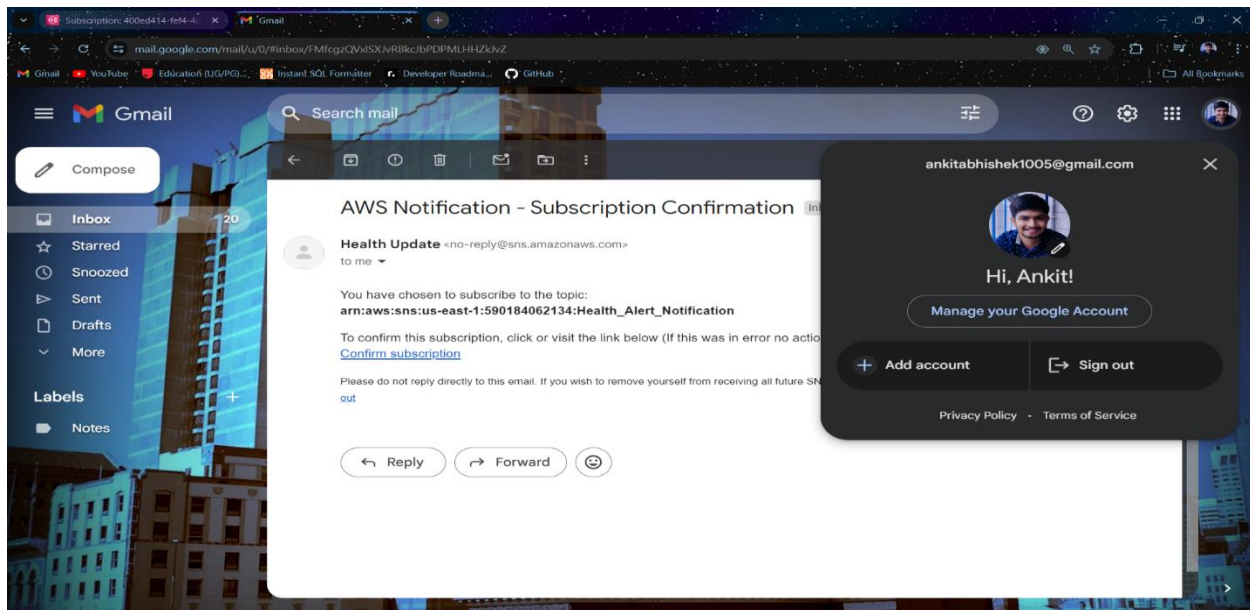 Subscription: 400ed414-fef4-4
Gmail
mail.google.com/mail/u/0/#inbox/FMfcgzQVxlSXJvRBkcJbPDPMLHHZkJvZ
Gmail YouTube Education (UG/PG)... Instant SQL Formatter Developer Roadma... GitHub All Bookmarks
Gmail
Search mail
Compose
Inbox 20
Starred
Snoozed
Sent
Drafts
More
Labels
Notes
AWS Notification - Subscription Confirmation
Health Update <no-reply@sns.amazonaws.com>
to me
You have chosen to subscribe to the topic:
arn:aws:sns:us-east-1:590184062134:Health_Alert_Notification
To confirm this subscription, click or visit the link below (If this was in error no actio
Confirm subscription
Please do not reply directly to this email. If you wish to remove yourself from receiving all future SN
out
Reply Forward
ankitabhishek1005@gmail.com
Hi, Ankit!
Manage your Google Account
Add account Sign out
Privacy Policy - Terms of Service